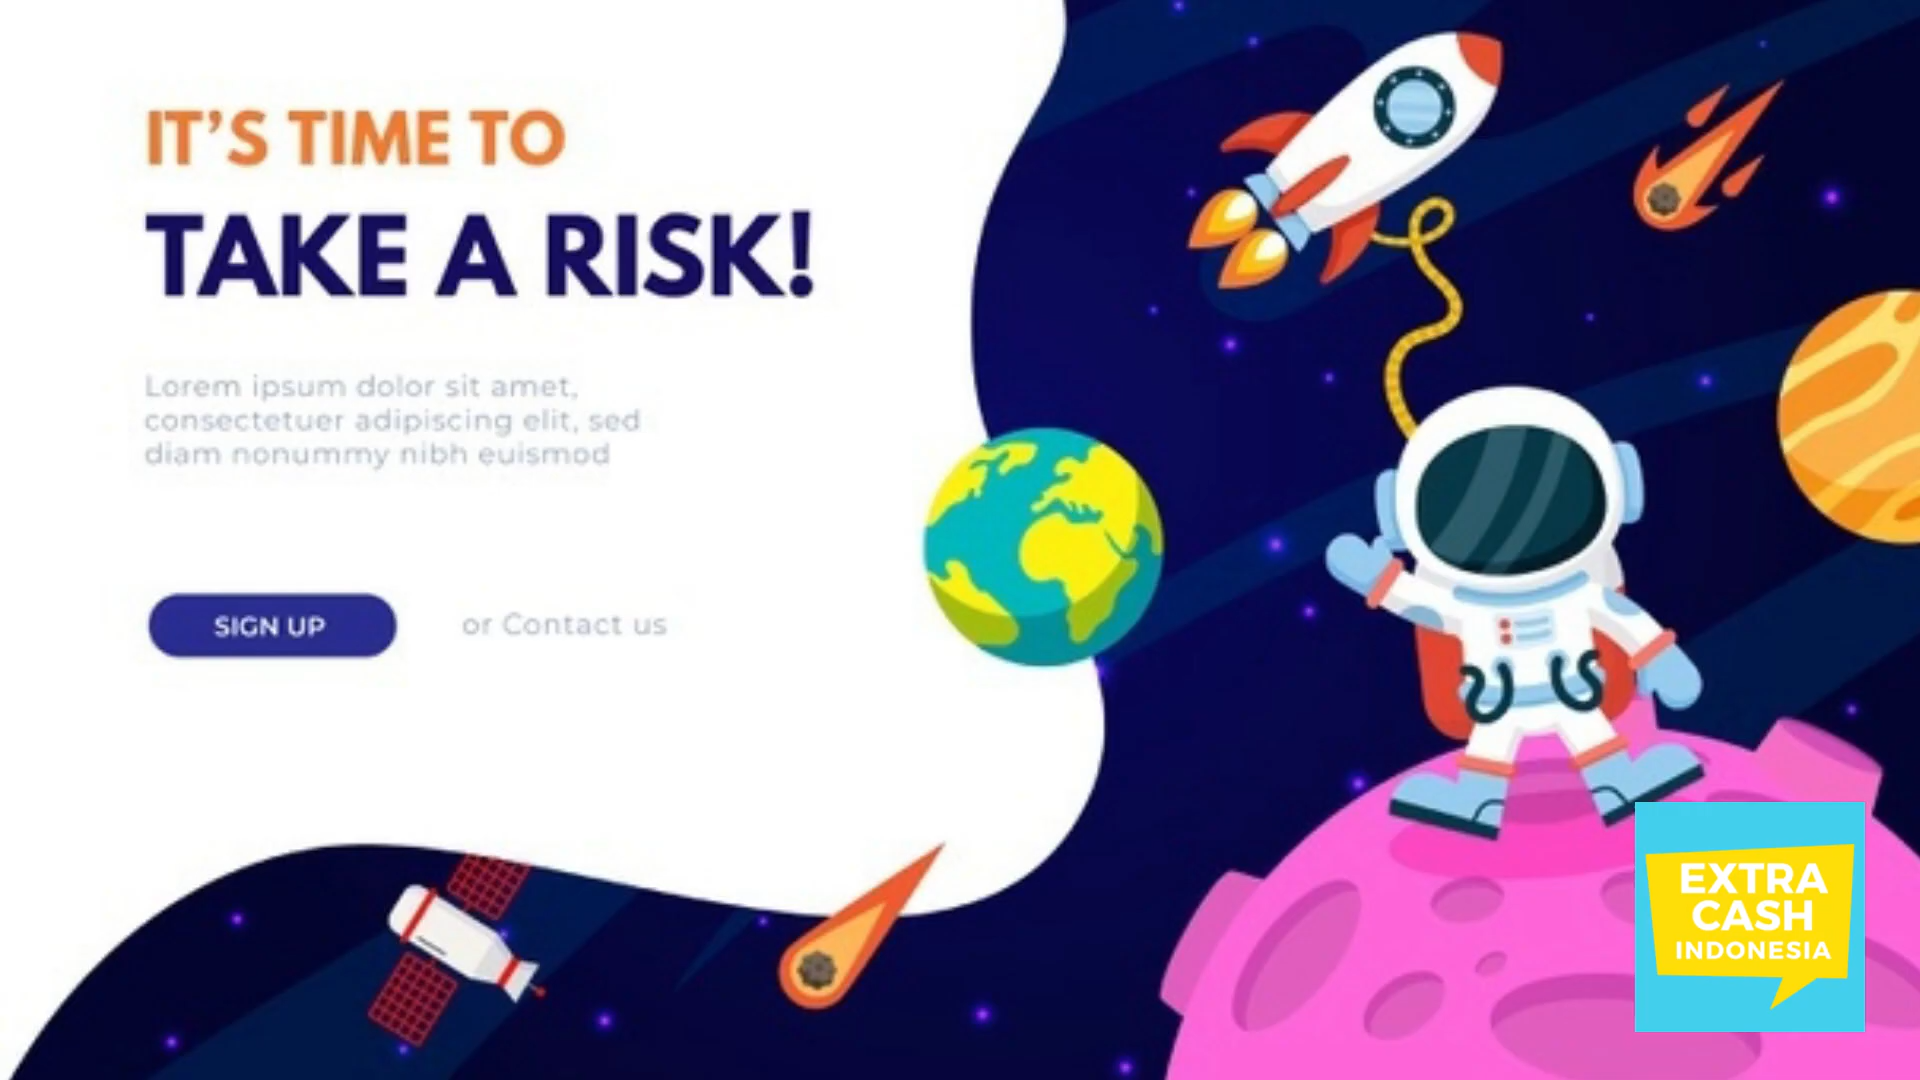 IT’S TIME TO
TAKE A RISK!
Lorem ipsum dolor sit amet,
consectetuer adipiscing elit, sed
diam nonummy nibh euismod
SIGN UP
or Contact us
EXTRA
CASH
INDONESIA